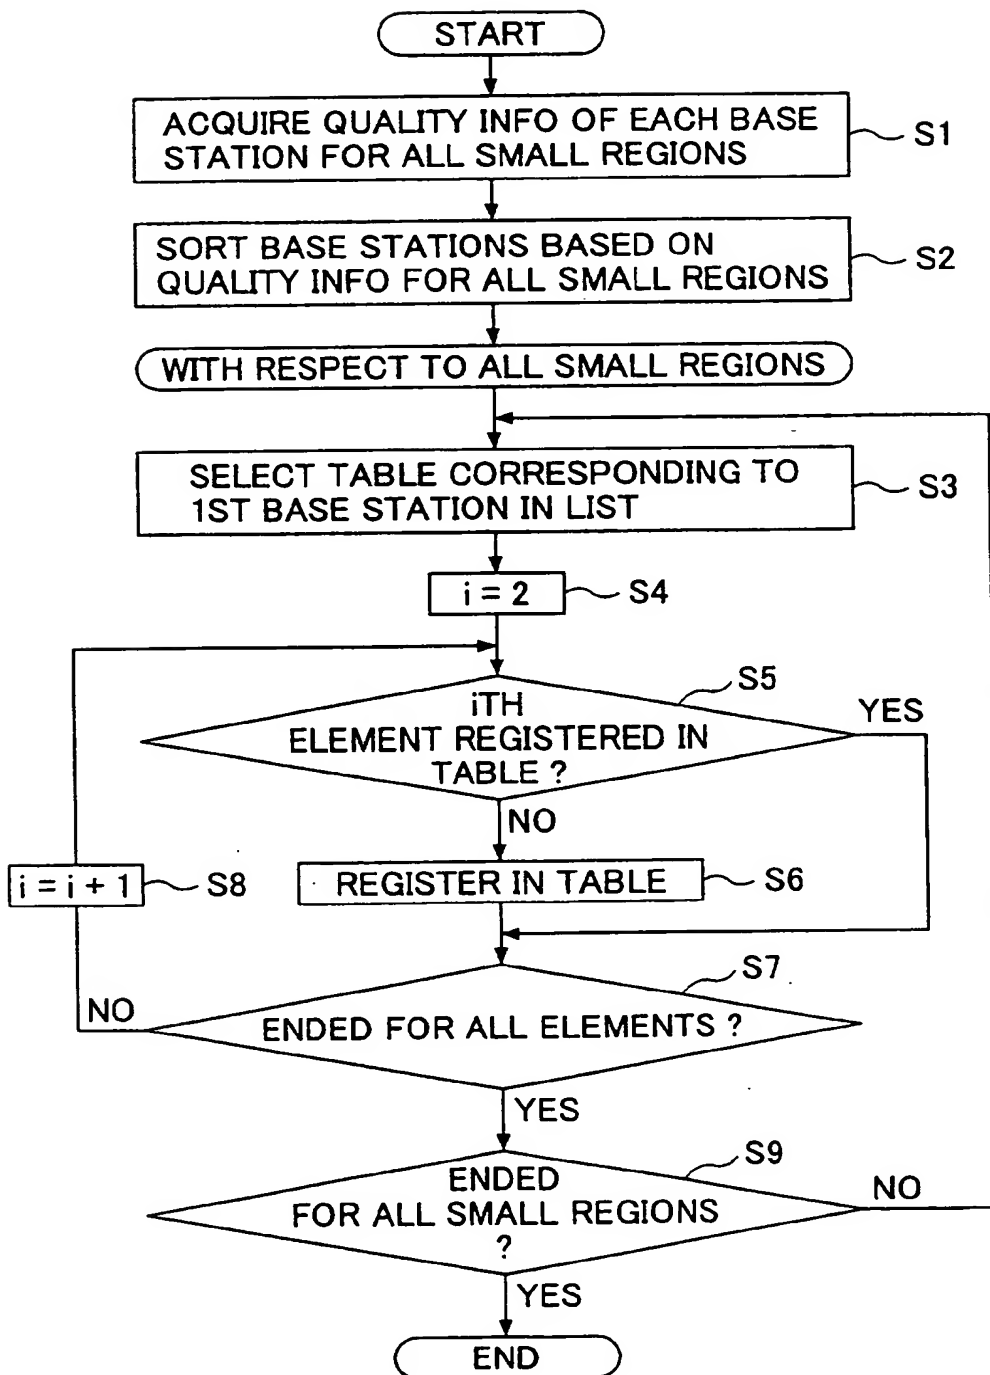 START
ACQUIRE QUALITY INFO OF EACH BASE
STATION FOR ALL SMALL REGIONS
S1
SORT BASE STATIONS BASED ON
QUALITY INFO FOR ALL SMALL REGIONS
S2
WITH RESPECT TO ALL SMALL REGIONS
SELECT TABLE CORRESPONDING TO
1ST BASE STATION IN LIST
S3
i = 2
S4
S5
iTH
ELEMENT REGISTERED IN
TABLE ?
YES
NO
i = i + 1
S8
REGISTER IN TABLE
S6
S7
NO
ENDED FOR ALL ELEMENTS ?
YES
S9
ENDED
FOR ALL SMALL REGIONS
?
NO
YES
END